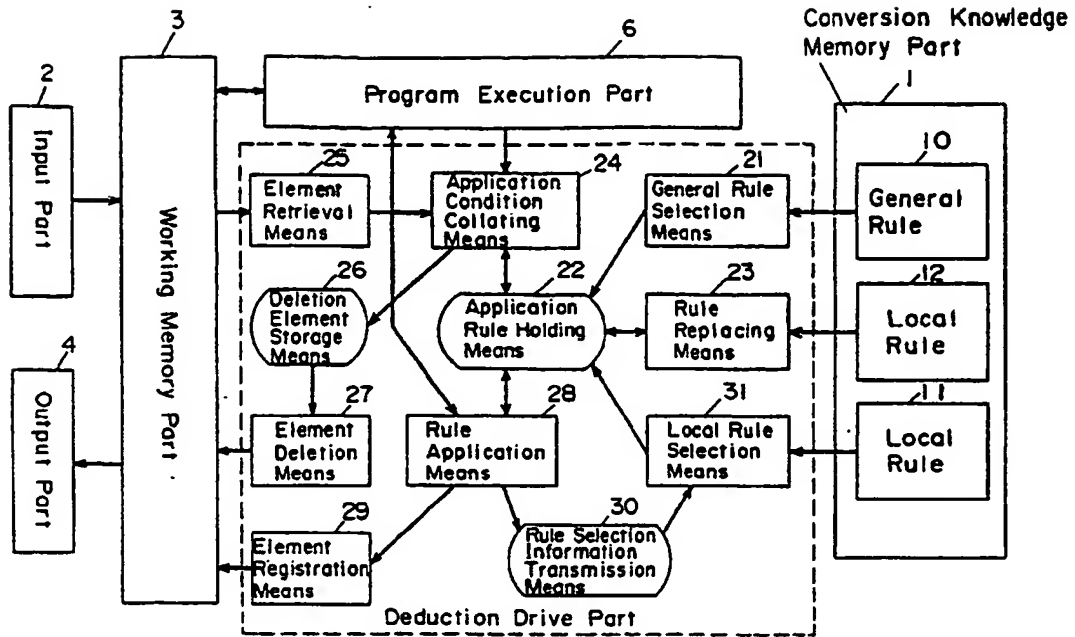 Conversion Knowledge
Memory Part
3
6
1
2
Input Part
Working Memory Part
Program Execution Part
10
General
Rule
25
Element
Retrieval
Means
24
Application
Condition
Collating
Means
21
General Rule
Selection
Means
26
Deletion
Element
Storage
Means
22
Application
Rule Holding
Means
23
Rule
Replacing
Means
12
Local Rule
4
Output Part
27
Element
Deletion
Means
28
Rule
Application
Means
31
Local Rule
Selection
Means
11
Local
Rule
29
Element
Registration
Means
30
Rule Selection
Information
Transmission
Means
Deduction Drive Part